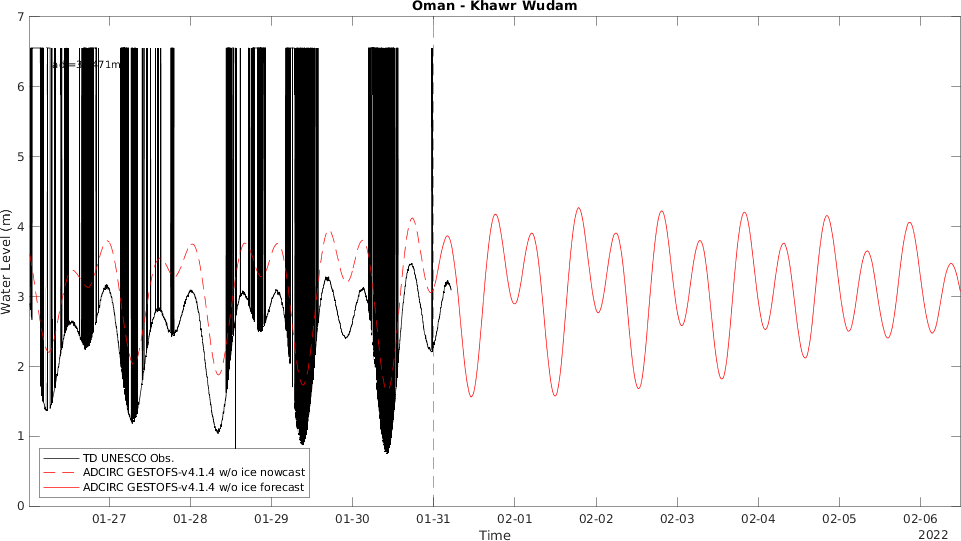 Oman - Khawr Wudam
7
6
5
4
3
2
1
0
Water Level (m)
TD UNESCO Obs.
ADCIRC GESTOFS-v4.1.4 w/o ice nowcast
ADCIRC GESTOFS-v4.1.4 w/o ice forecast
01-27 01-28 01-29 01-30 01-31 02-01 02-02 02-03 02-04 02-05 02-06
Time
2022